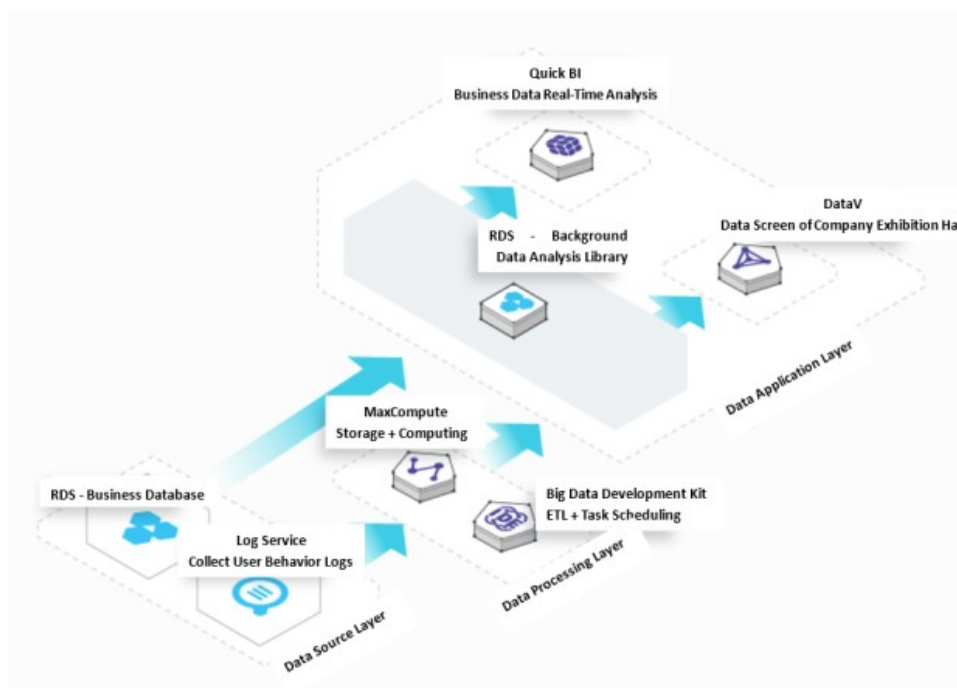 Quick BI
Business Data Real-Time Analysis
DataV
Data Screen of Company Exhibition Ha
RDS - Background
Data Analysis Library
Data Application Layer
MaxCompute
Storage + Computing
RDS - Business Database
Big Data Development Kit
ETL + Task Scheduling
Log Service
Collect User Behavior Logs
Data Processing Layer
Data Source Layer